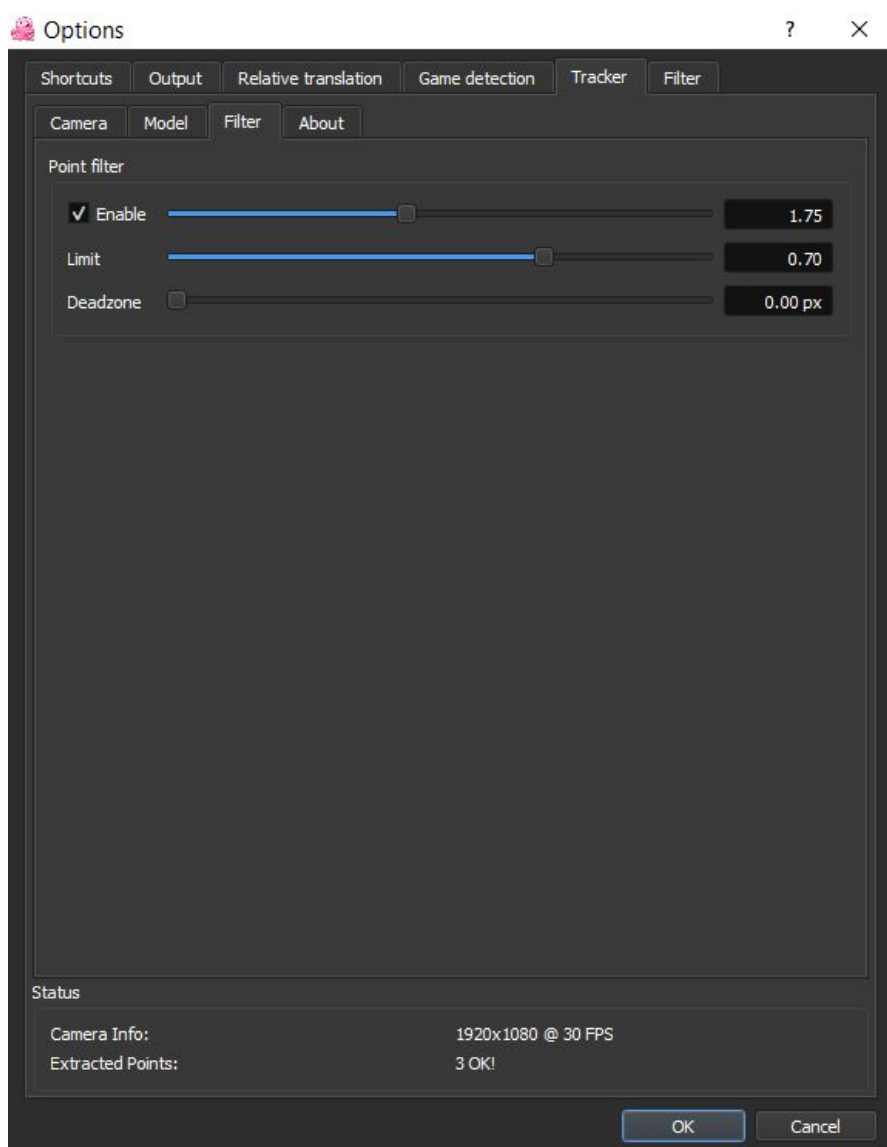 Options ?
Shortcuts Output Relative translation Game detection Tracker Filter
Camera Model Filter About
Point filter
Enable 1.75
Limit 0.70
Deadzone 0.00 px
Status
Camera Info: 1920x1080 @ 30 FPS
Extracted Points: 3 OK!
OK Cancel